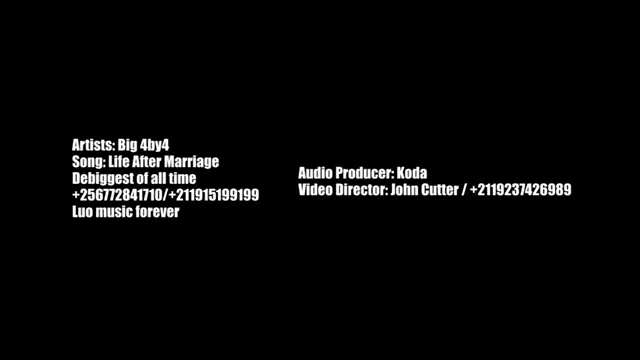 Artists: Big 4by4
Song: Life After Marriage
Debiggest of all time
+256772841710/+211915199199
Luo music forever
Audio Producer: Koda
Video Director: John Cutter / +2119237426989